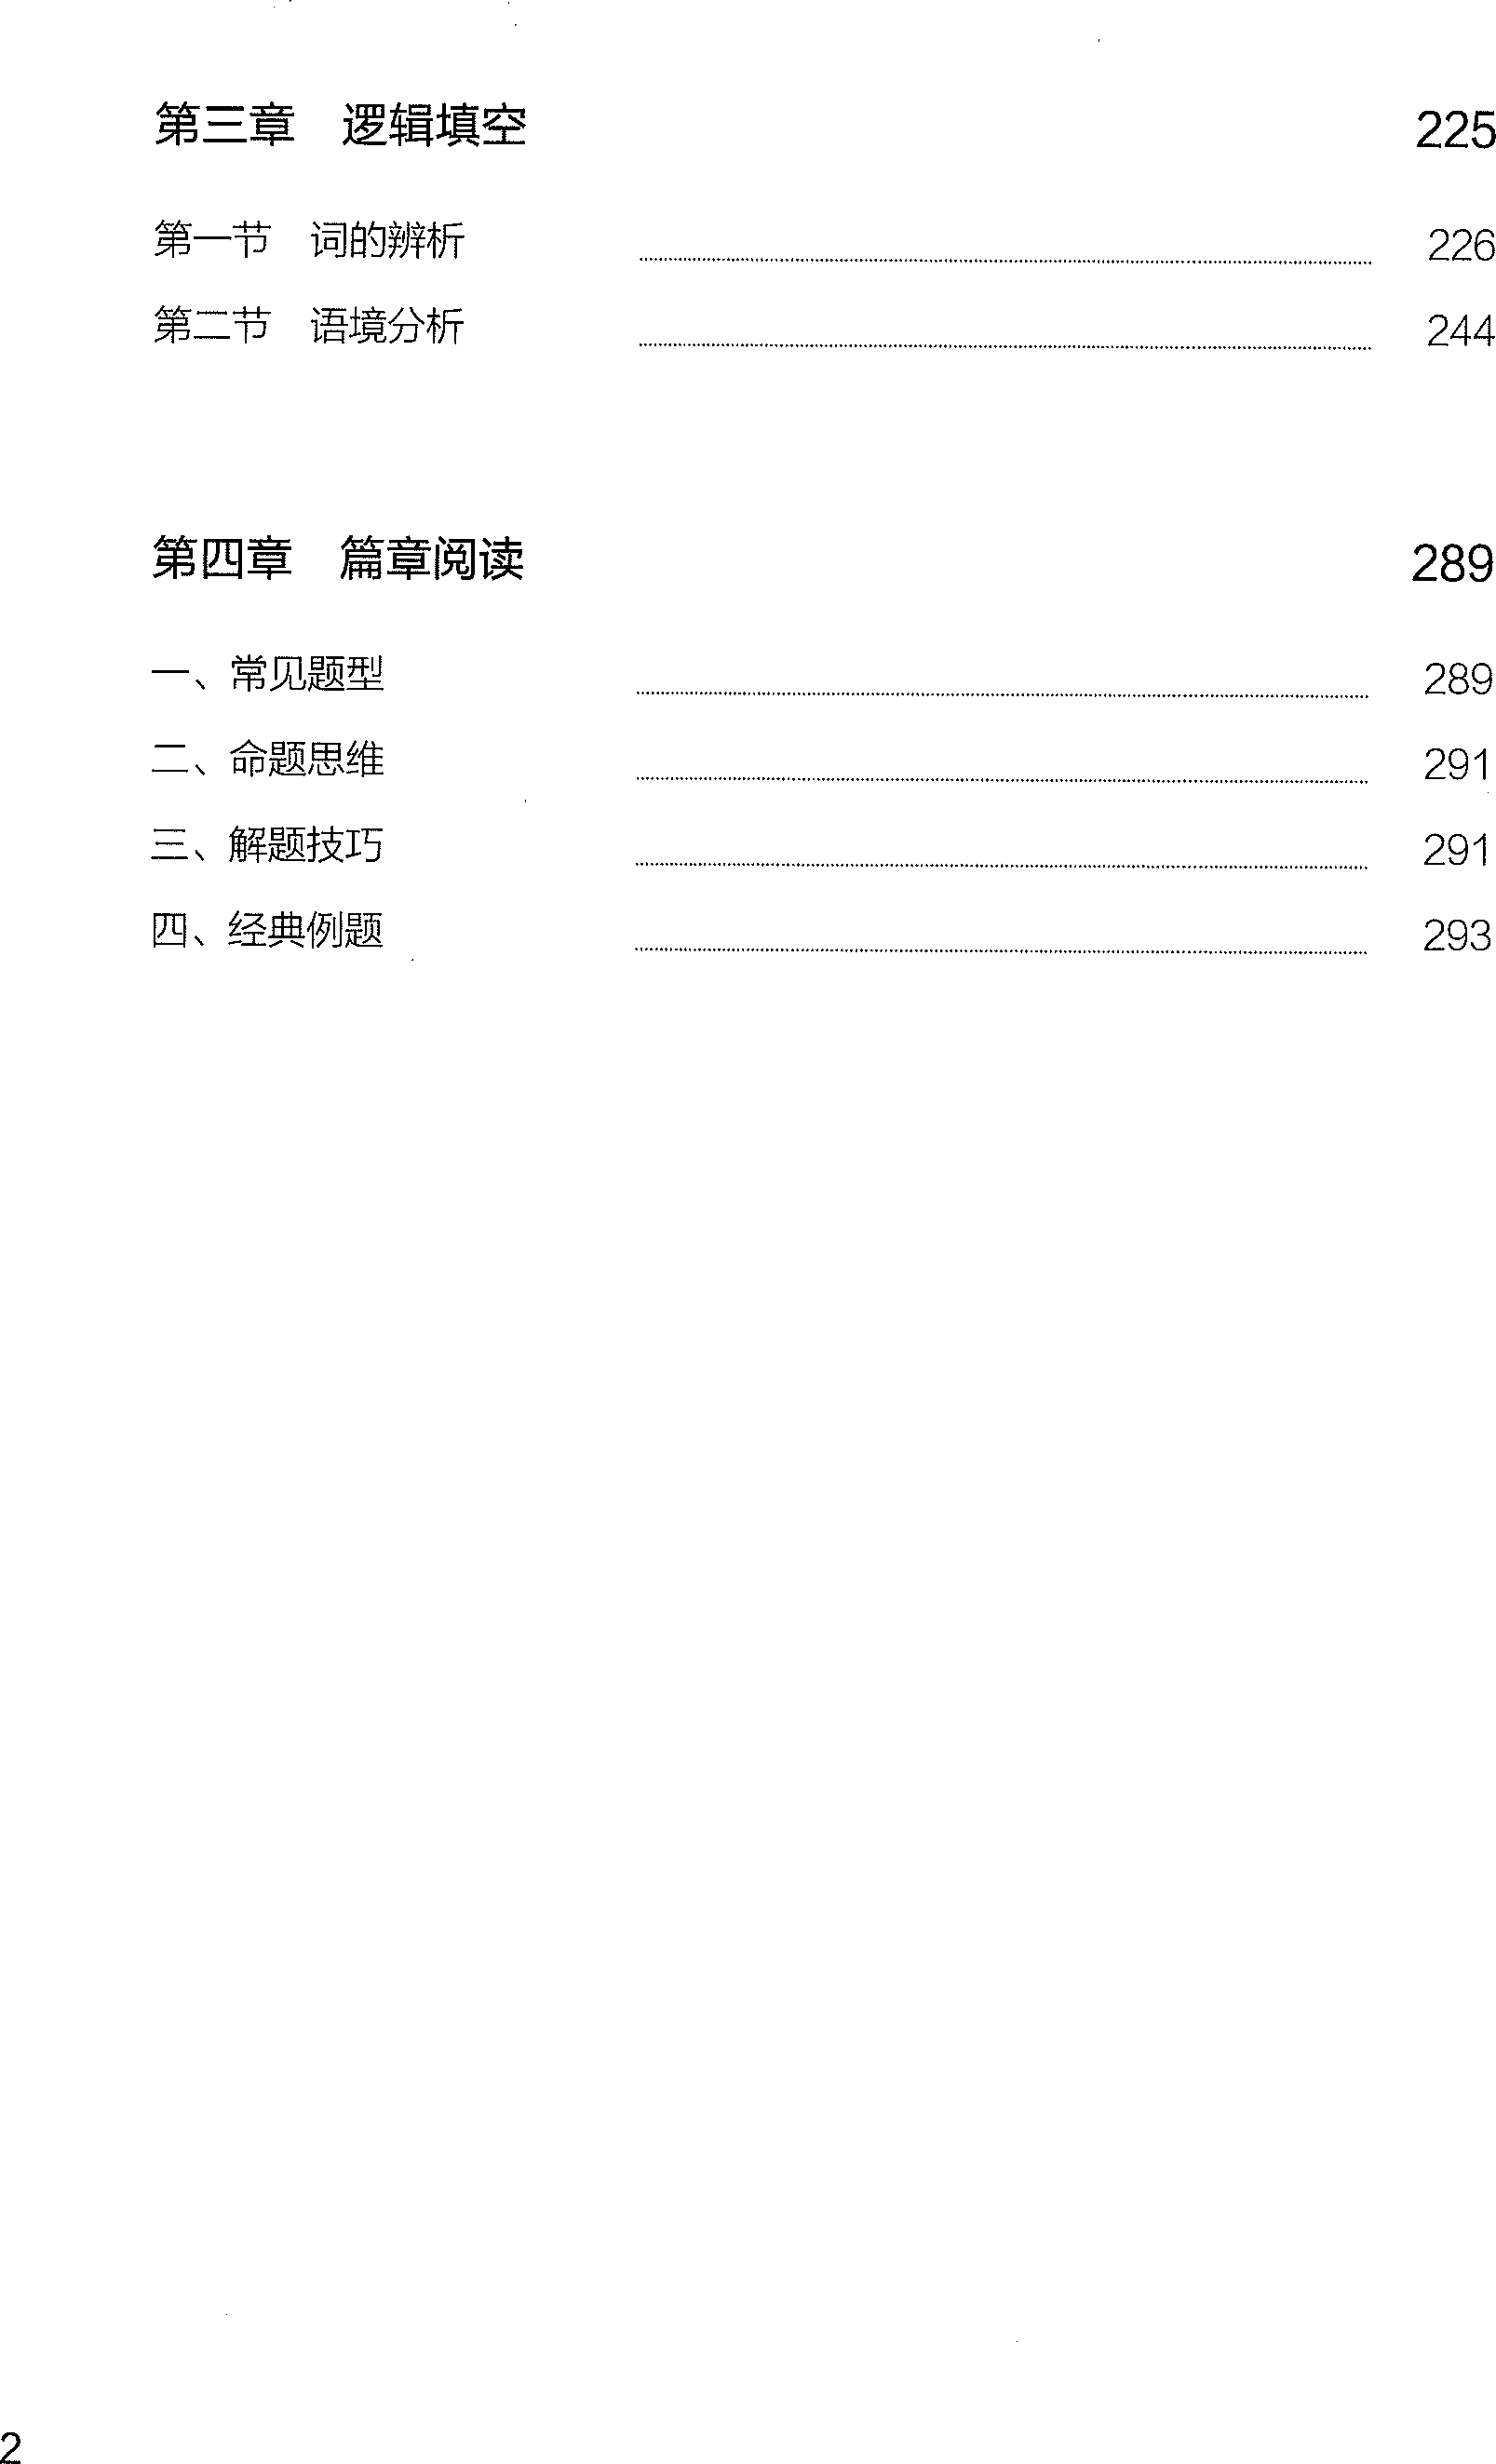 第三章 逻辑填空 225
第一节 词的辨析 226
第二节 语境分析 244
第四章 篇章阅读 289
一、常见题型 289
二、命题思维 291
三、解题技巧 291
四、经典例题 293
2